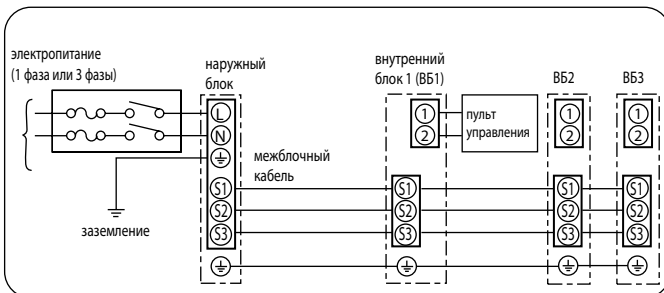 электропитание
(1 фаза или 3 фазы)
наружный
блок
внутренний
блок 1 (ВБ1)
ВБ2
ВБ3
L
N
заземление
межблочный
кабель
1
2
пульт
управления
1
2
1
2
S1
S2
S3
S1
S2
S3
S1
S2
S3
S1
S2
S3